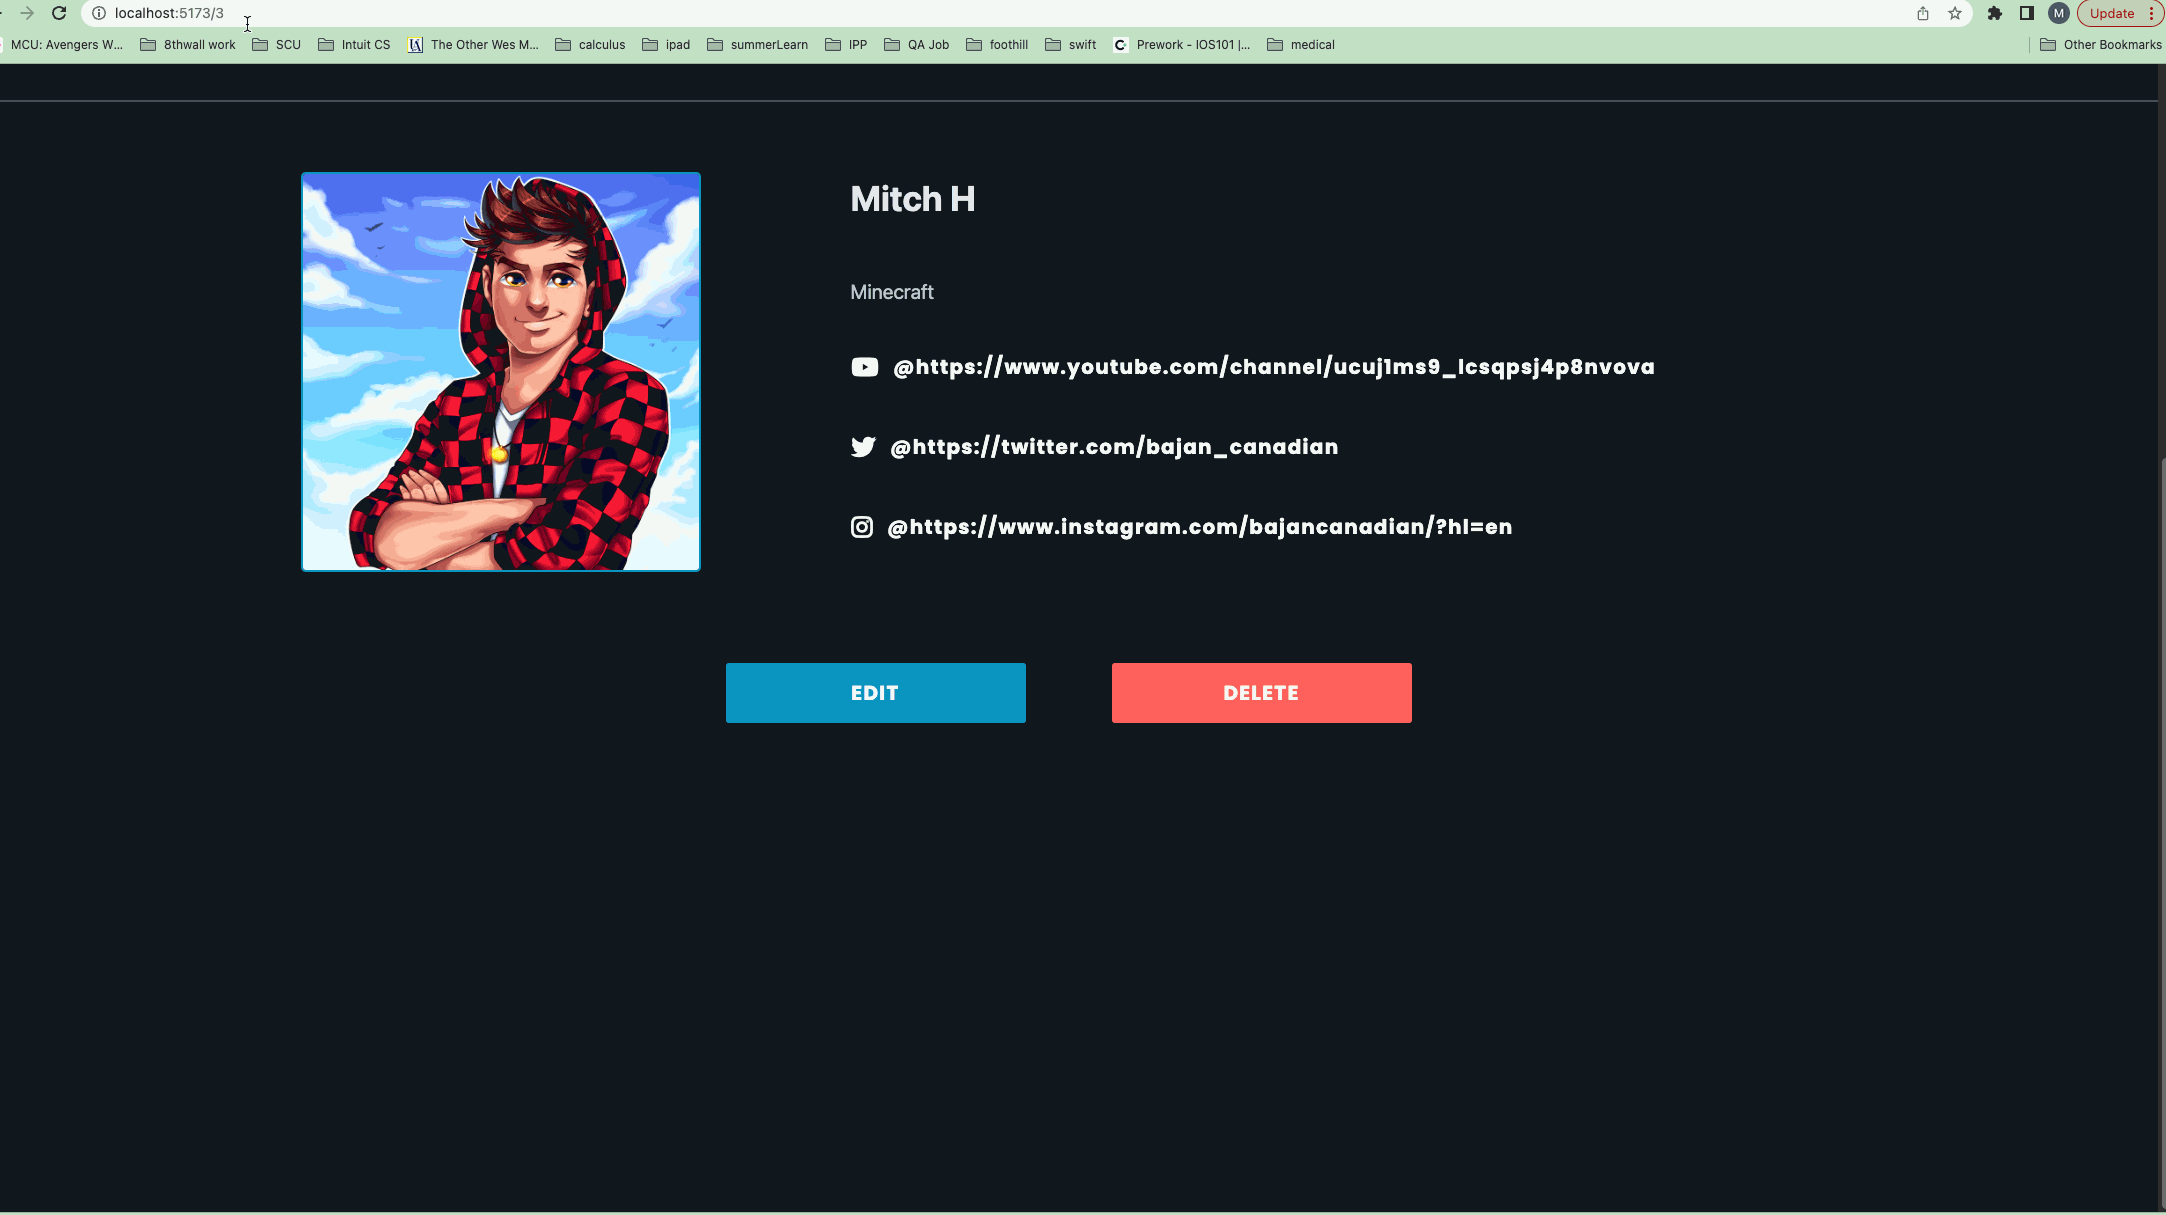 localhost:5173/3
M
Update
MCU: Avengers W... 8thwall work SCU Intuit CS The Other Wes M... calculus ipad summerLearn IPP QA Job foothill swift Prework - IOS101 |... medical Other Bookmarks
Mitch H
Minecraft
@https://www.youtube.com/channel/ucuj1ms9_lcsqpsj4p8nvova
@https://twitter.com/bajan_canadian
@https://www.instagram.com/bajancanadian/?hl=en
EDIT DELETE